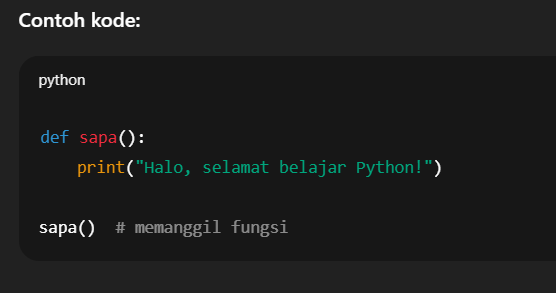 Contoh kode:
python
def sapa():
    print("Halo, selamat belajar Python!")
sapa()  # memanggil fungsi